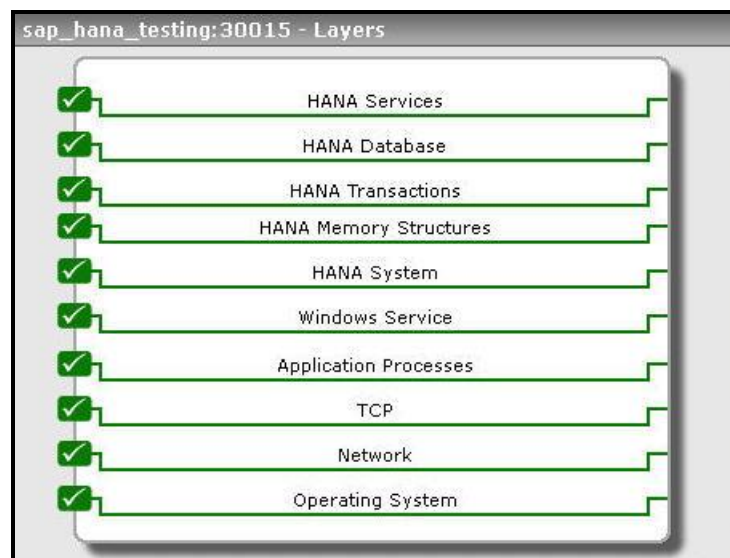 sap_hana_testing:30015 - Layers
HANA Services
HANA Database
HANA Transactions
HANA Memory Structures
HANA System
Windows Service
Application Processes
TCP
Network
Operating System